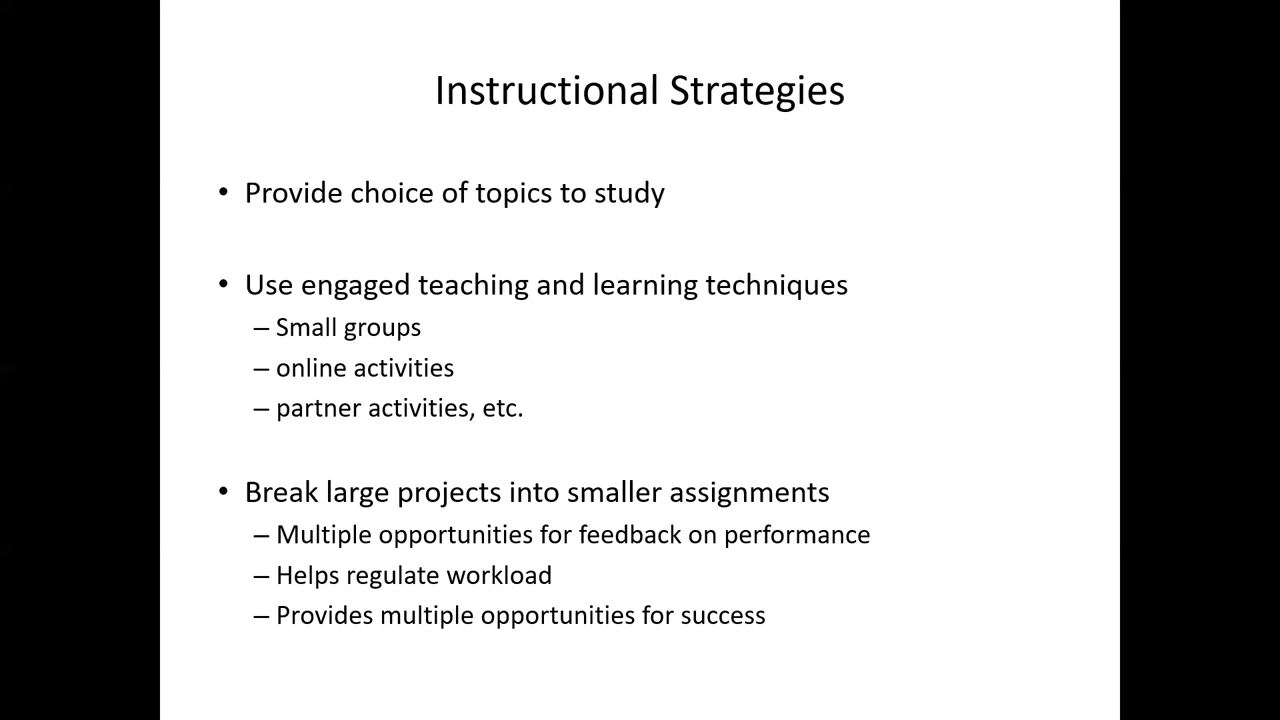 Instructional Strategies
• Provide choice of topics to study
• Use engaged teaching and learning techniques
– Small groups
– online activities
– partner activities, etc.
• Break large projects into smaller assignments
– Multiple opportunities for feedback on performance
– Helps regulate workload
– Provides multiple opportunities for success